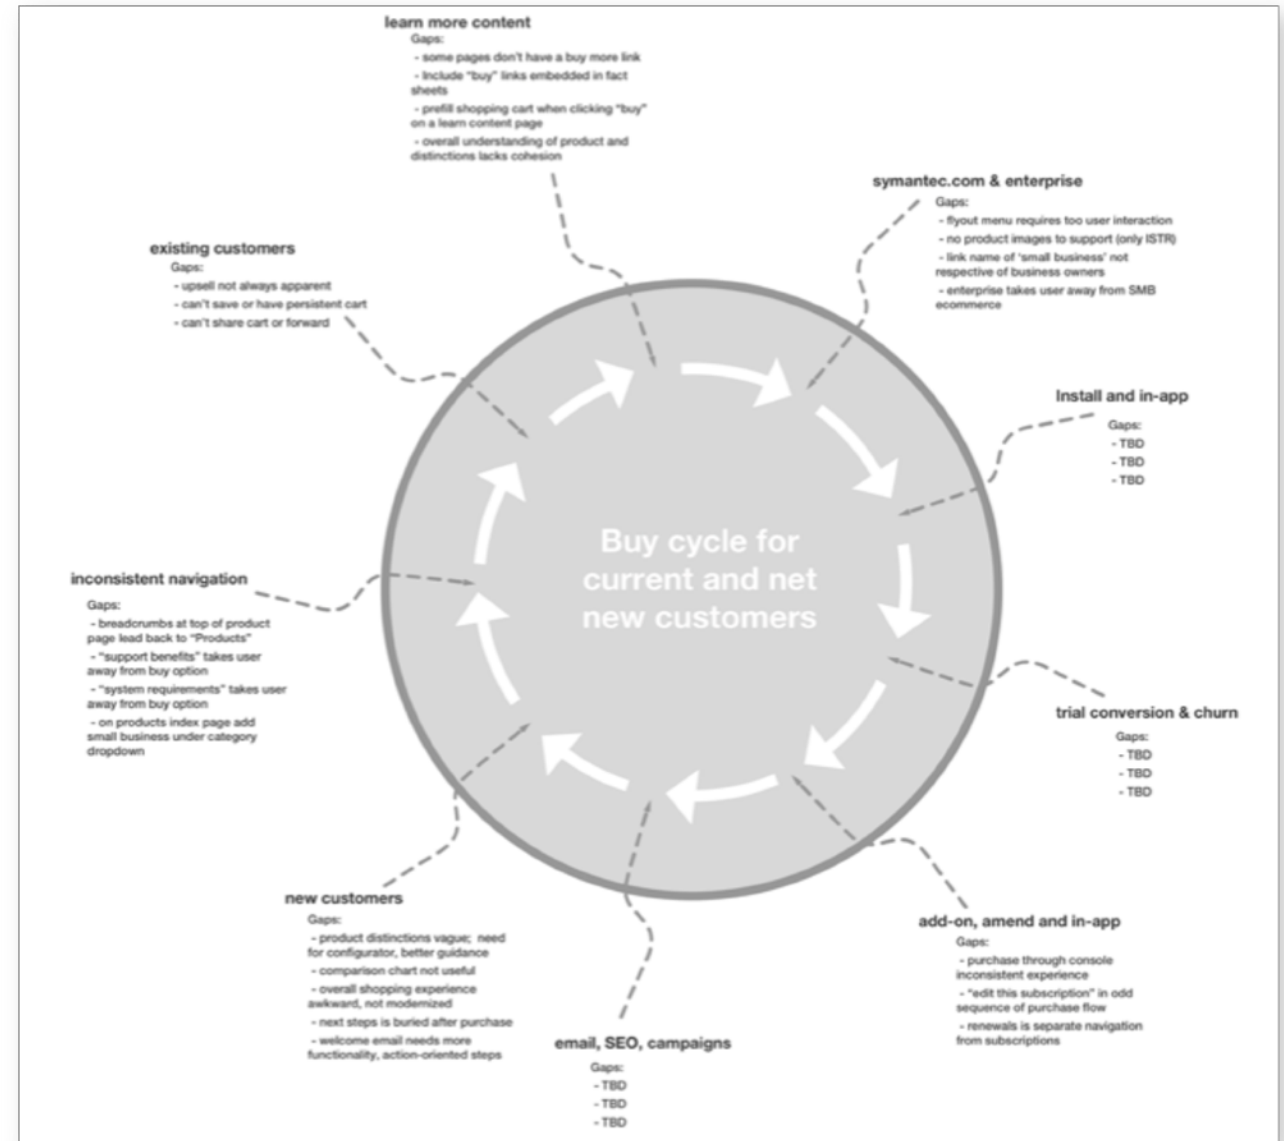 learn more content
Gaps:
- some pages don't have a buy more link
- Include "buy" links embedded in fact
sheets
- prefill shopping cart when clicking "buy"
on a learn content page
- overall understanding of product and
distinctions lacks cohesion
symantec.com & enterprise
Gaps:
- flyout menu requires too user interaction
- no product images to support (only ISTR)
- link name of 'small business' not
respective of business owners
- enterprise takes user away from SMB
ecommerce
existing customers
Gaps:
- upsell not always apparent
- can't save or have persistent cart
- can't share cart or forward
Install and in-app
Gaps:
- TBD
- TBD
- TBD
Buy cycle for
current and net
new customers
inconsistent navigation
Gaps:
- breadcrumbs at top of product
page lead back to "Products"
- "support benefits" takes user
away from buy option
- "system requirements" takes user
away from buy option
- on products index page add
small business under category
dropdown
trial conversion & churn
Gaps:
- TBD
- TBD
- TBD
new customers
Gaps:
- product distinctions vague; need
for configurator, better guidance
- comparison chart not useful
- overall shopping experience
awkward, not modernized
- next steps is buried after purchase
- welcome email needs more
functionality, action-oriented steps
add-on, amend and in-app
Gaps:
- purchase through console
inconsistent experience
- "edit this subscription" in odd
sequence of purchase flow
- renewals is separate navigation
from subscriptions
email, SEO, campaigns
Gaps:
- TBD
- TBD
- TBD